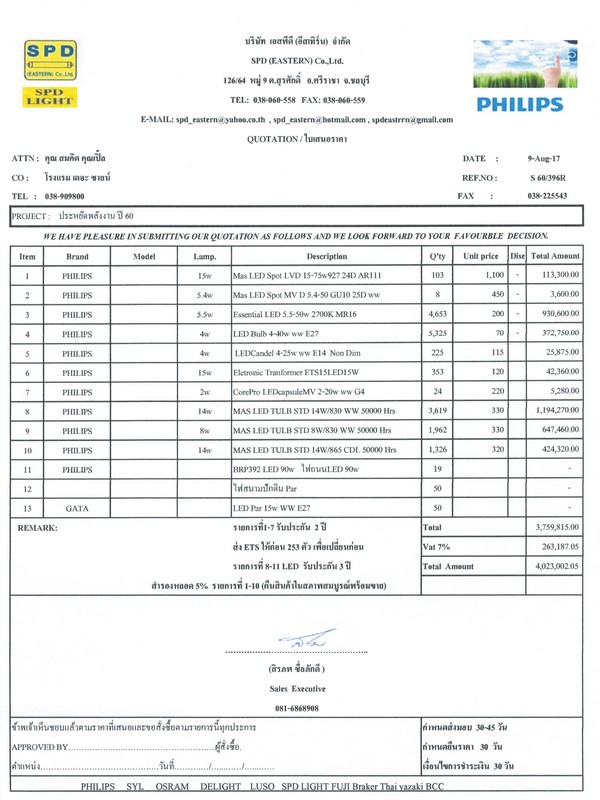 SPD
(EASTERN) Co.,Ltd
SPD
LIGHT
บริษัท เอสพีดี (อีสเทิร์น) จำกัด
SPD (EASTERN) Co.,Ltd.
126/64 หมู่ 9 ต.สุรศักดิ์ อ.ศรีราชา จ.ชลบุรี
TEL: 038-060-558 FAX: 038-060-559
E-MAIL: spd_eastern@yahoo.co.th , spd_eastern@hotmail.com , spdeastrrn@gmail.com
PHILIPS
QUOTATION / ใบเสนอราคา
ATTN : คุณ สมคิด คุณเปิ้ล DATE : 9-Aug-17
CO : โรงแรม เดอะ ซายน์ REF.NO : S 60/396R
TEL : 038-909800 FAX : 038-225543
PROJECT : ประหยัดพลังงาน ปี 60
WE HAVE PLEASURE IN SUBMITTING OUR QUOTATION AS FOLLOWS AND WE LOOK FORWARD TO YOUR FAVOURBLE DECISION.
Item Brand Model Lamp. Description Q'ty Unit price Disc Total Amount
1 PHILIPS 15w Mas LED Spot LVD 15-75w927 24D AR111 103 1,100 - 113,300.00
2 PHILIPS 5.4w Mas LED Spot MV D 5.4-50 GU10 25D ww 8 450 - 3,600.00
3 PHILIPS 5.5w Essential LED 5.5-50w 2700K MR16 4,653 200 - 930,600.00
4 PHILIPS 4w LED Bulb 4-40w ww E27 5,325 70 - 372,750.00
5 PHILIPS 4w LEDCandel 4-25w ww E14 Non Dim 225 115 25,875.00
6 PHILIPS 15w Eletronic Tranformer ETS15LED15W 353 120 42,360.00
7 PHILIPS 2w CorePro LEDcapsuleMV 2-20w ww G4 24 220 5,280.00
8 PHILIPS 14w MAS LED TULB STD 14W/830 WW 50000 Hrs 3,619 330 1,194,270.00
9 PHILIPS 8w MAS LED TULB STD 8W/830 WW 50000 Hrs 1,962 330 647,460.00
10 PHILIPS 14w MAS LED TULB STD 14W/865 CDL 50000 Hrs 1,326 320 424,320.00
11 PHILIPS BRP392 LED 90w ไฟถนนLED 90w 19 -
12 ไฟสนามปักดิน Par 50 -
13 GATA LED Par 15w WW E27 50 -
REMARK: รายการที่1-7 รับประกัน 2 ปี Total 3,759,815.00
ส่ง ETS ให้ก่อน 253 ตัว เพื่อเปลี่ยนก่อน Vat 7% 263,187.05
รายการที่ 8-11 LED รับประกัน 3 ปี Total Amount 4,023,002.05
สำรองหลอด 5% รายการที่ 1-10 (คืนสินค้าในสภาพสมบูรณ์พร้อมขาย)
(สิรภพ ซื่อภักดี )
Sales Executive
081-6868908
ข้าพเจ้าเห็นชอบแล้วตามราคาที่เสนอและขอสั่งซื้อตามรายการนี้ทุกประการ กำหนดส่งมอบ 30-45 วัน
APPROVED BY................................................ผู้สั่งซื้อ. กำหนดยืนราคา 30 วัน
ตำแหน่ง........................................วันที่........./........./......... เงื่อนไขการชำระเงิน 30 วัน
PHILIPS SYL OSRAM DELIGHT LUSO SPD LIGHT FUJI Braker Thai yazaki BCC